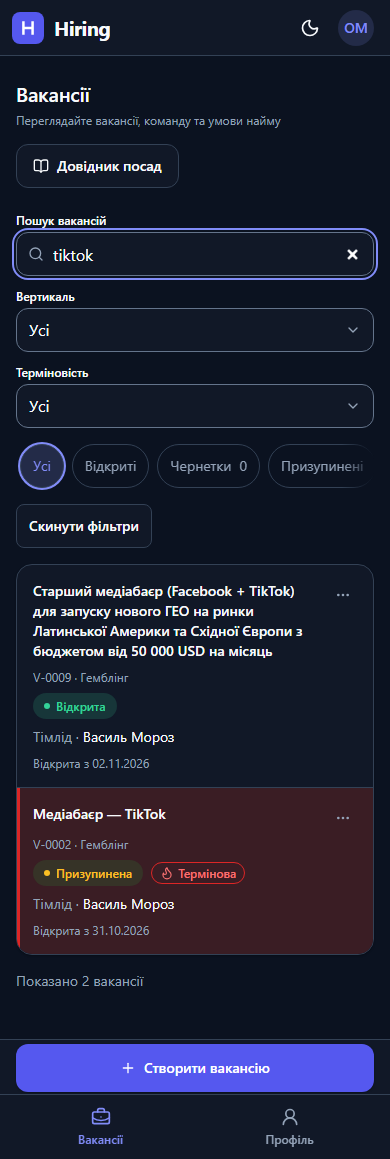 H Hiring OM
Вакансії
Переглядайте вакансії, команду та умови найму
Довідник посад
Пошук вакансій
tiktok
Вертикаль
Усі
Терміновість
Усі
Усі Відкриті Чернетки 0 Призупинені
Скинути фільтри
Старший медіабаєр (Facebook + TikTok)
для запуску нового ГЕО на ринки
Латинської Америки та Східної Європи з
бюджетом від 50 000 USD на місяць
V-0009 · Гемблінг
Відкрита
Тімлід · Василь Мороз
Відкрита з 02.11.2026
Медіабаєр — TikTok
V-0002 · Гемблінг
Призупинена Термінова
Тімлід · Василь Мороз
Відкрита з 31.10.2026
Показано 2 вакансії
Створити вакансію
Вакансії Профіль